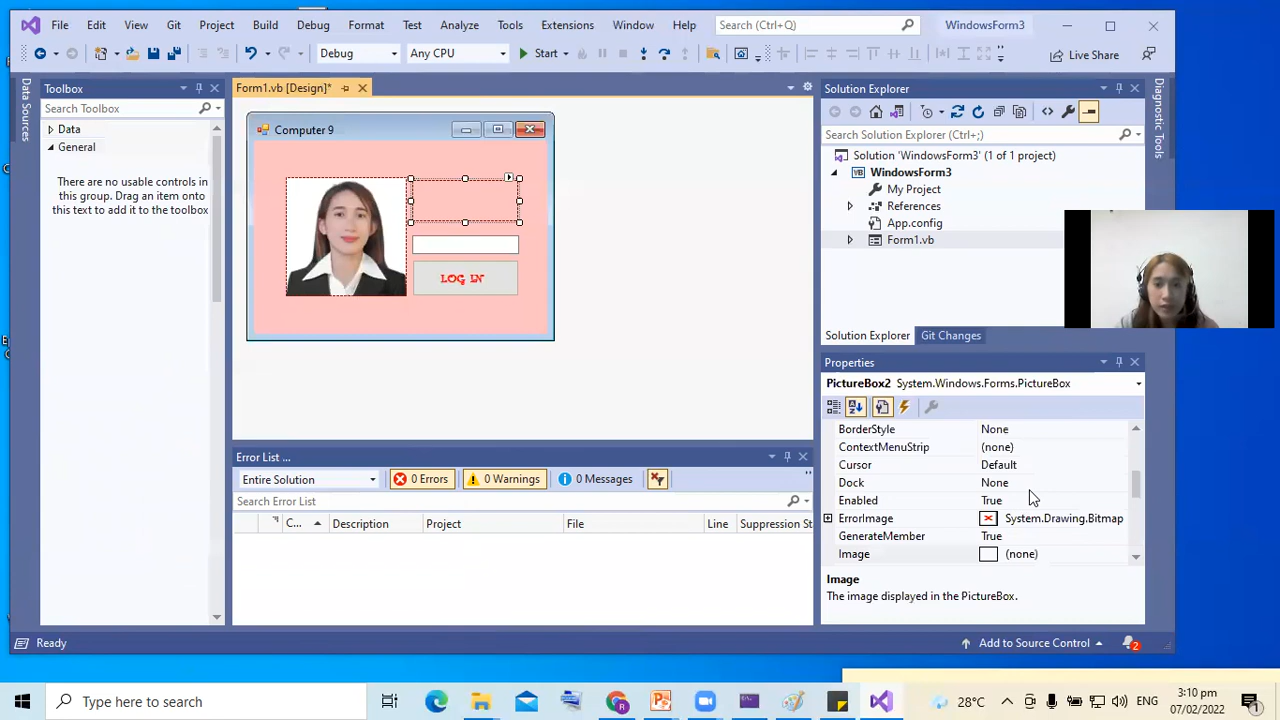 File Edit View Git Project Build Debug Format Test Analyze Tools Extensions Window Help Search (Ctrl+Q) WindowsForm3
Debug Any CPU Start Live Share
Data Sources
Toolbox
Search Toolbox
Data
General
There are no usable controls in
this group. Drag an item onto
this text to add it to the toolbox
Form1.vb [Design]*
Computer 9
LOG IN
Error List ...
Entire Solution 0 Errors 0 Warnings 0 Messages
Search Error List
C... Description Project File Line Suppression St
Solution Explorer
Search Solution Explorer (Ctrl+;)
Solution 'WindowsForm3' (1 of 1 project)
VB WindowsForm3
My Project
References
App.config
Form1.vb
Solution Explorer Git Changes
Diagnostic Tools
Properties
PictureBox2 System.Windows.Forms.PictureBox
BorderStyle None
ContextMenuStrip (none)
Cursor Default
Dock None
Enabled True
ErrorImage System.Drawing.Bitmap
GenerateMember True
Image (none)
Image
The image displayed in the PictureBox.
Ready Add to Source Control 2
Type here to search 28°C ENG 3:10 pm
07/02/2022 1